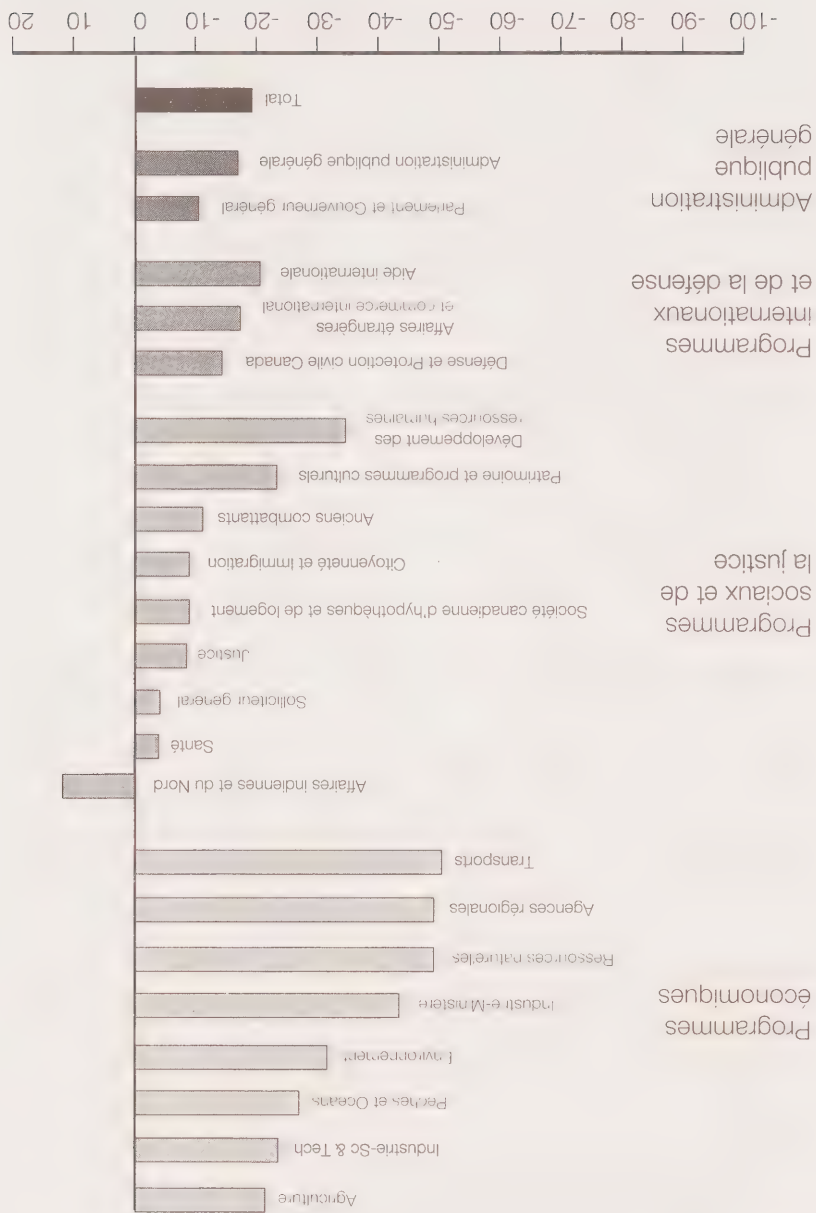 Programmes
économiques
Agriculture
Industrie-Sc & Tech
Pêches et Océans
Environnement
Industrie-Ministère
Ressources naturelles
Agences régionales
Transports
Programmes
sociaux et de
la justice
Affaires indiennes et du Nord
Santé
Solliciteur général
Justice
Société canadienne d'hypothèques et de logement
Citoyenneté et Immigration
Anciens combattants
Patrimoine et programmes culturels
Développement des
ressources humaines
Programmes
internationaux
et de la défense
Défense et Protection civile Canada
Affaires étrangères
et commerce international
Aide internationale
Administration
publique
générale
Parlement et Gouverneur général
Administration publique générale
Total
-100 -90 -80 -70 -60 -50 -40 -30 -20 -10 0 10 20